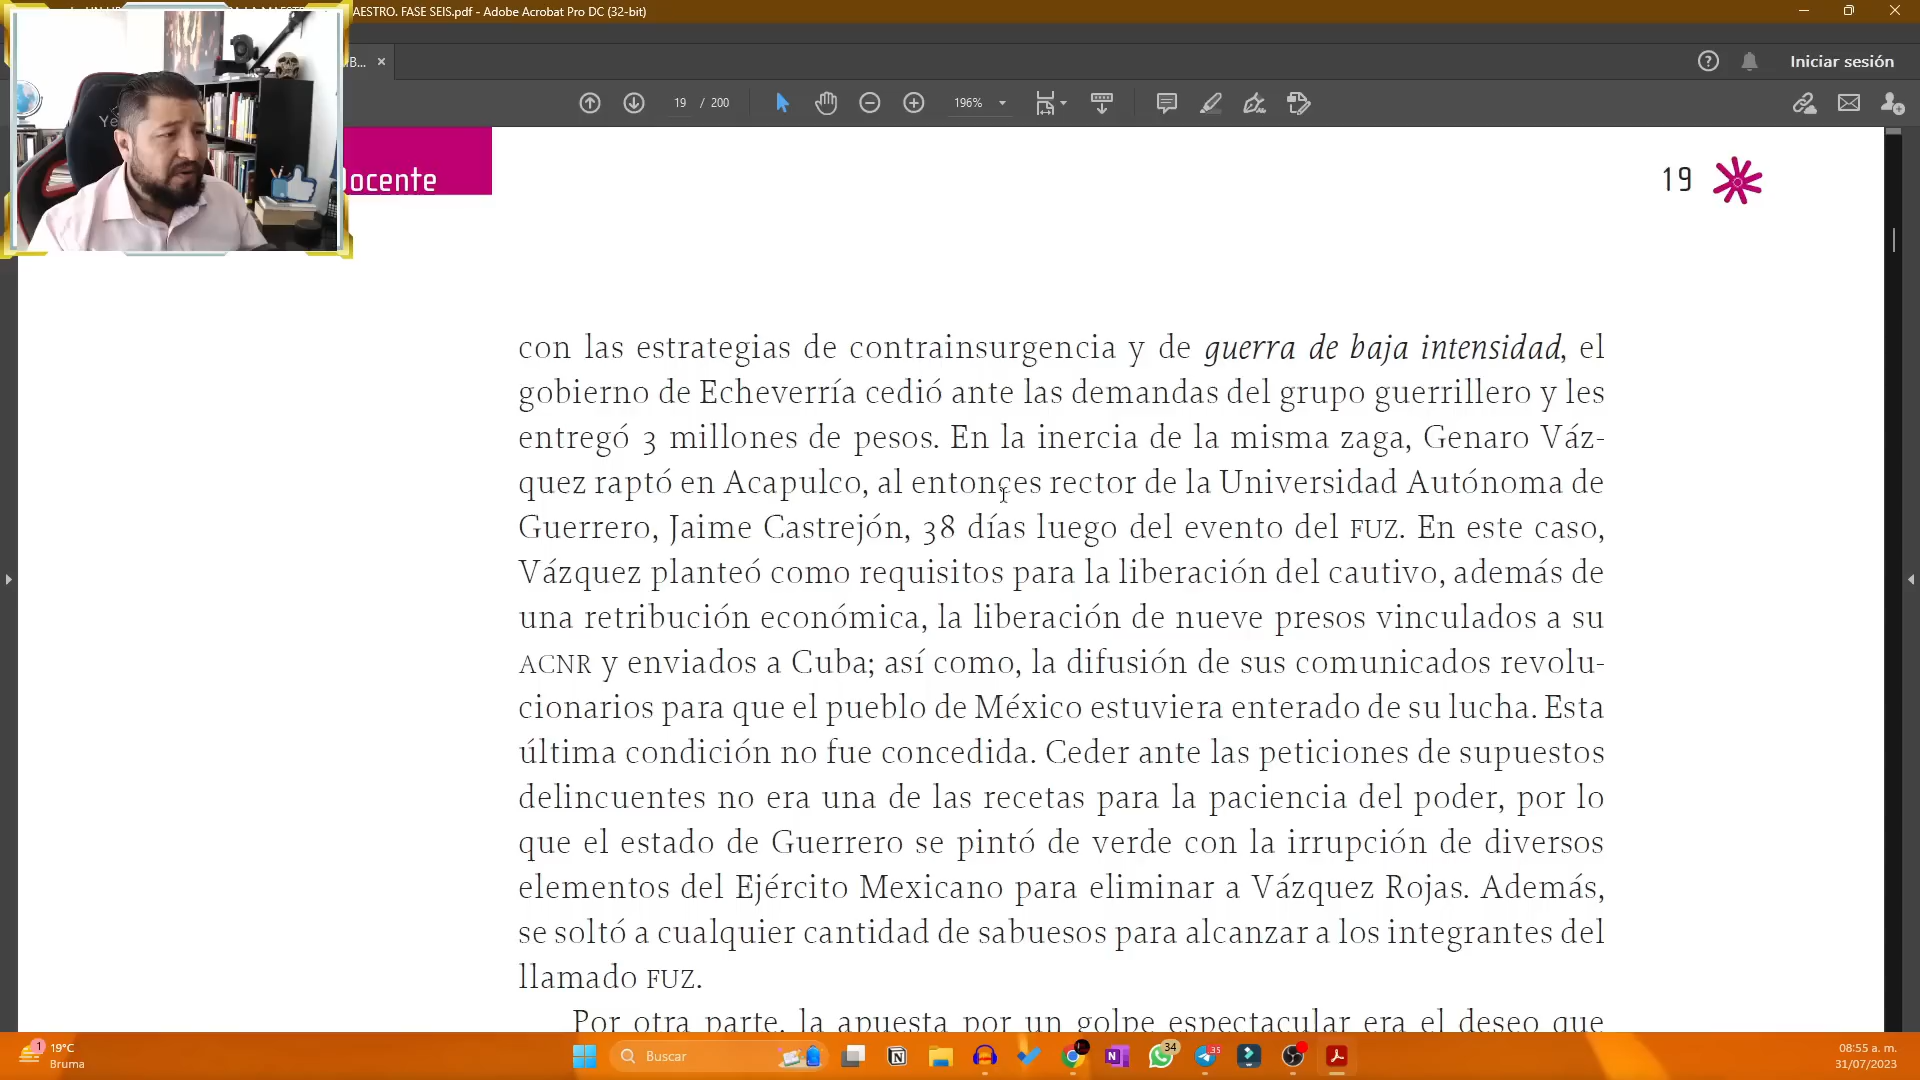 AESTRO. FASE SEIS.pdf - Adobe Acrobat Pro DC (32-bit)
B... ×
Iniciar sesión
19 / 200
196%
Docente
19
con las estrategias de contrainsurgencia y de guerra de baja intensidad, el
gobierno de Echeverría cedió ante las demandas del grupo guerrillero y les
entregó 3 millones de pesos. En la inercia de la misma zaga, Genaro Váz-
quez raptó en Acapulco, al entonces rector de la Universidad Autónoma de
Guerrero, Jaime Castrejón, 38 días luego del evento del FUZ. En este caso,
Vázquez planteó como requisitos para la liberación del cautivo, además de
una retribución económica, la liberación de nueve presos vinculados a su
ACNR y enviados a Cuba; así como, la difusión de sus comunicados revolu-
cionarios para que el pueblo de México estuviera enterado de su lucha. Esta
última condición no fue concedida. Ceder ante las peticiones de supuestos
delincuentes no era una de las recetas para la paciencia del poder, por lo
que el estado de Guerrero se pintó de verde con la irrupción de diversos
elementos del Ejército Mexicano para eliminar a Vázquez Rojas. Además,
se soltó a cualquier cantidad de sabuesos para alcanzar a los integrantes del
llamado FUZ.
Por otra parte, la apuesta por un golpe espectacular era el deseo que
1
19°C
Bruma
Buscar
34
35
08:55 a. m.
31/07/2023